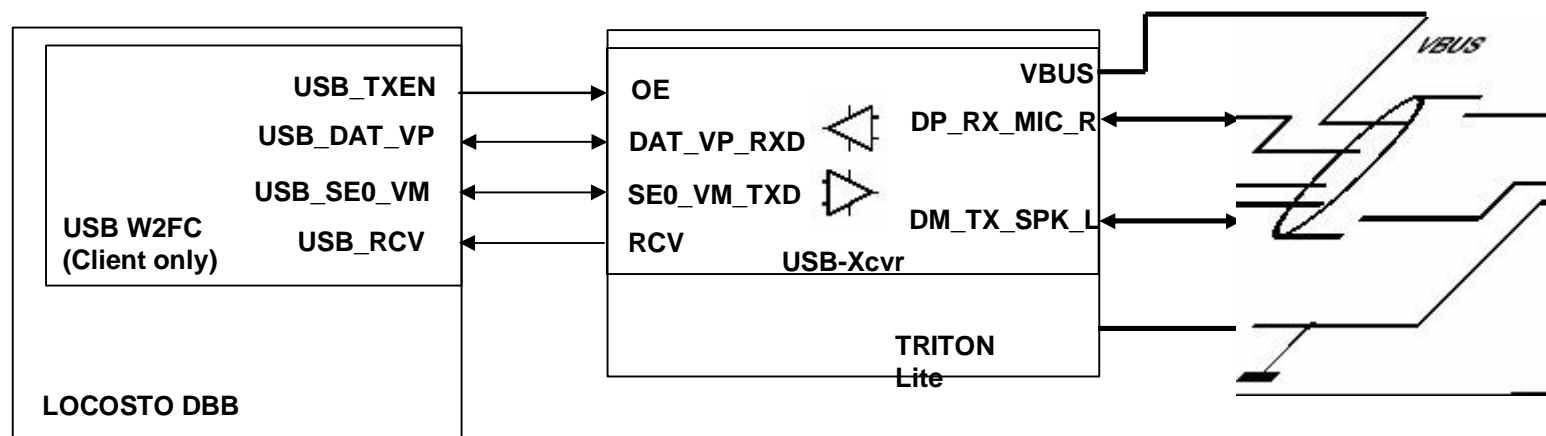 USB_TXEN
USB_DAT_VP
USB_SE0_VM
USB_RCV
USB W2FC
(Client only)
LOCOSTO DBB
OE
DAT_VP_RXD
SE0_VM_TXD
RCV
VBUS
DP_RX_MIC_R
DM_TX_SPK_L
USB-Xcvr
TRITON
Lite
VBUS